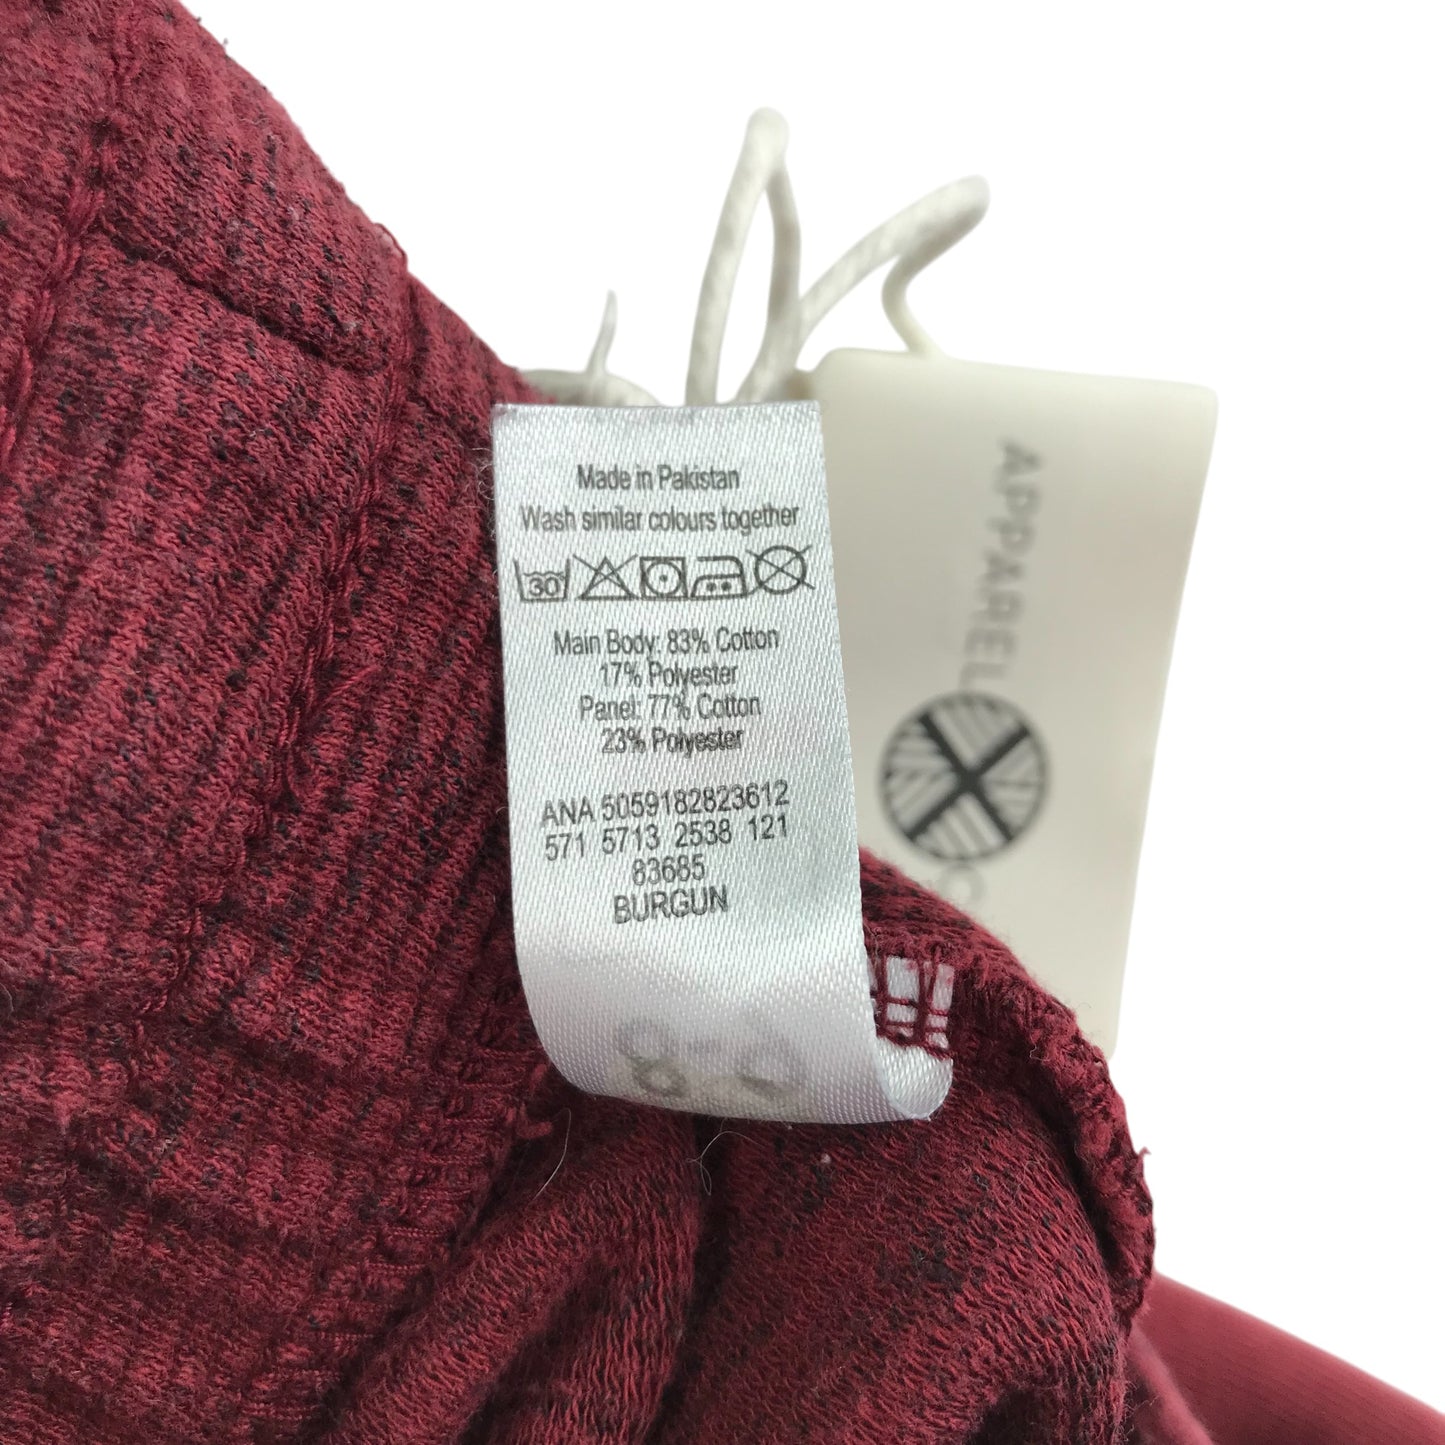 Made in Pakistan
Wash similar colours together
30
Main Body: 83% Cotton
17% Polyester
Panel: 77% Cotton
23% Polyester
ANA 5059182823612
571 5713 2538 121
83685
BURGUN
APPAREL